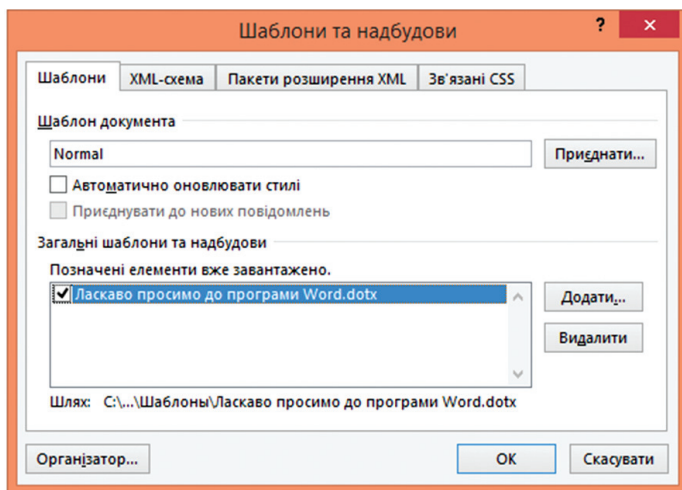 Шаблони та надбудови ? ×
Шаблони XML-схема Пакети розширення XML Зв'язані CSS
Шаблон документа
Normal Приєднати...
Автоматично оновлювати стилі
Приєднувати до нових повідомлень
Загальні шаблони та надбудови
Позначені елементи вже завантажено.
Ласкаво просимо до програми Word.dotx Додати...
Видалити
Шлях: C:\...\Шаблоны\Ласкаво просимо до програми Word.dotx
Організатор... ОК Скасувати